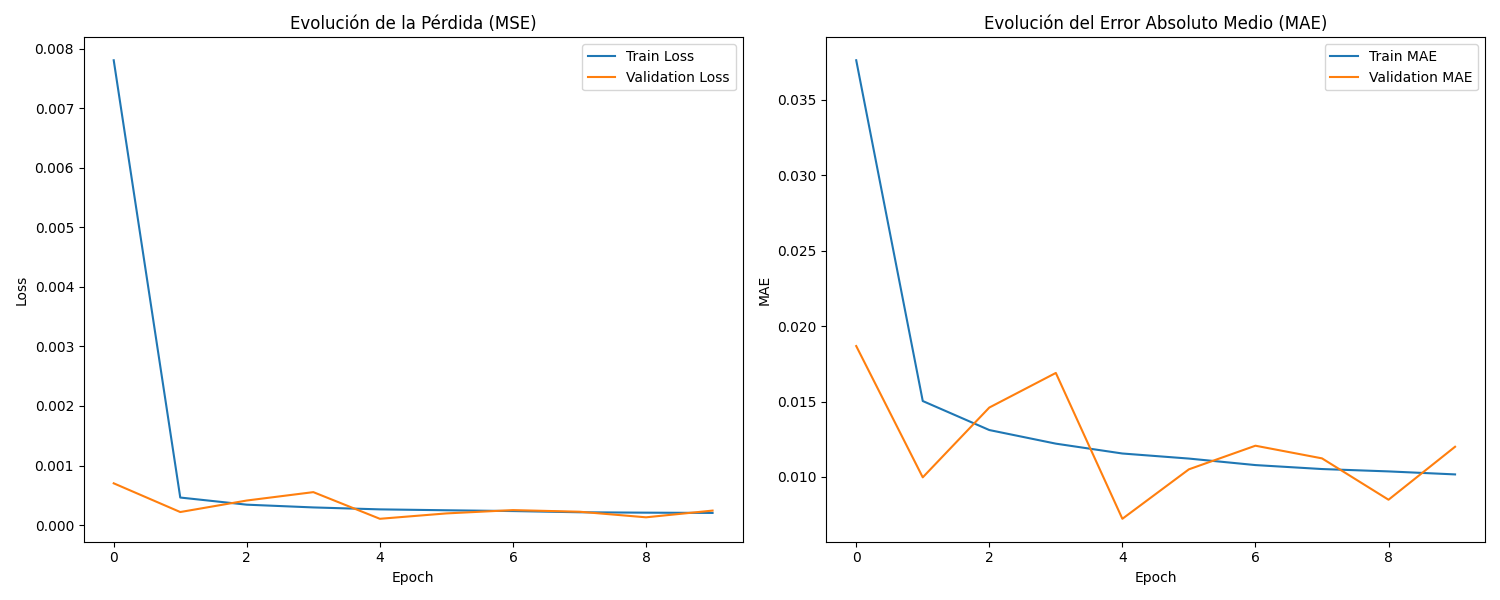 Evolución de la Pérdida (MSE)
0.008
0.007
0.006
0.005
0.004
0.003
0.002
0.001
0.000
Loss
0 2 4 6 8
Epoch
Train Loss
Validation Loss
Evolución del Error Absoluto Medio (MAE)
0.035
0.030
0.025
0.020
0.015
0.010
MAE
0 2 4 6 8
Epoch
Train MAE
Validation MAE